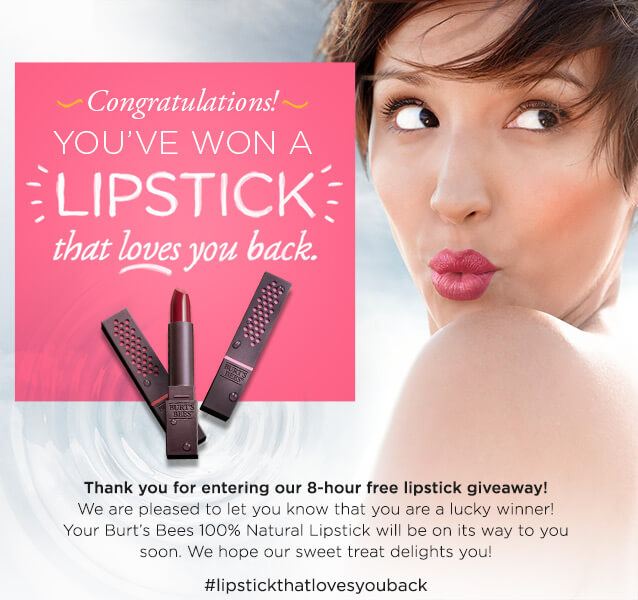 Congratulations!
YOU'VE WON A
LIPSTICK
that loves you back.
BURT'S
BEES
BURT'S
BEES
Thank you for entering our 8-hour free lipstick giveaway!
We are pleased to let you know that you are a lucky winner!
Your Burt's Bees 100% Natural Lipstick will be on its way to you
soon. We hope our sweet treat delights you!
#lipstickthatlovesyouback